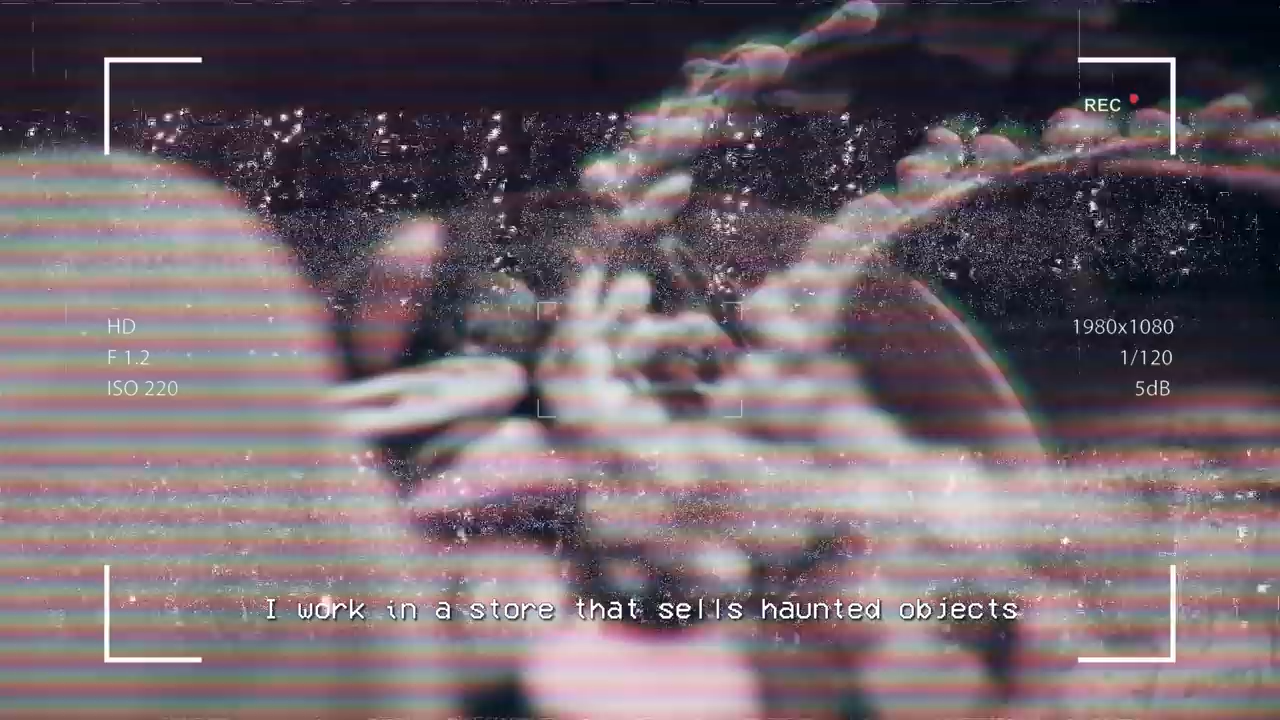 REC
HD
F 1.2
ISO 220
1980x1080
1/120
5dB
I work in a store that sells haunted objects